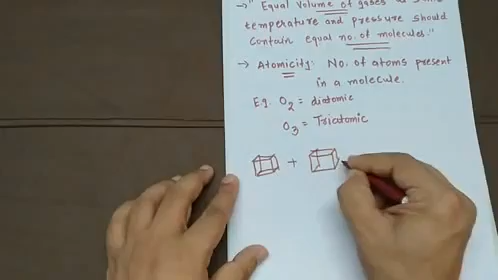 → " Equal Volume of gases at same
temperature and pressure should
Contain equal no. of molecules."
→ Atomicity: No. of atoms present
in a molecule.
E.g. O2 = diatomic
O3 = Triatomic
+